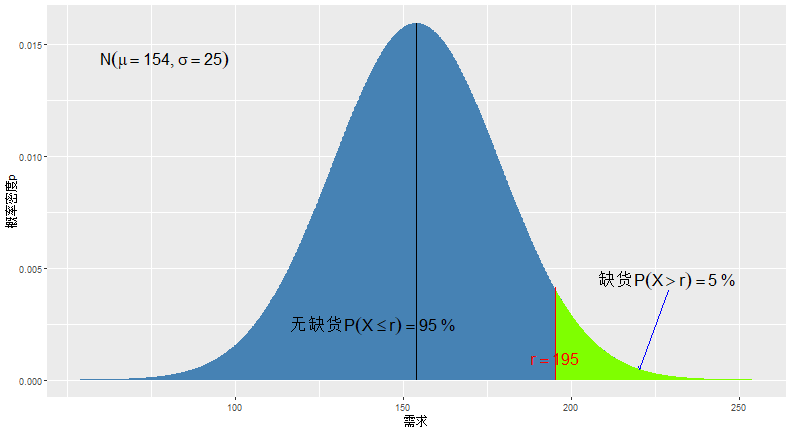 N(μ = 154, σ = 25)
0.015
0.010
概率密度p
0.005
缺货P(X > r) = 5 %
无缺货P(X ≤ r) = 95 %
r = 195
0.000
100
150
200
250
需求